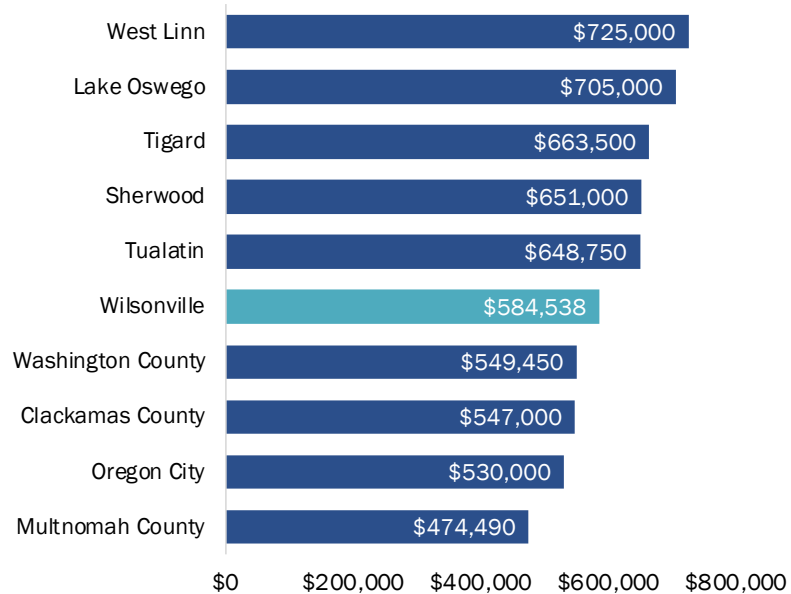 West Linn $725,000
Lake Oswego $705,000
Tigard $663,500
Sherwood $651,000
Tualatin $648,750
Wilsonville $584,538
Washington County $549,450
Clackamas County $547,000
Oregon City $530,000
Multnomah County $474,490
$0 $200,000 $400,000 $600,000 $800,000